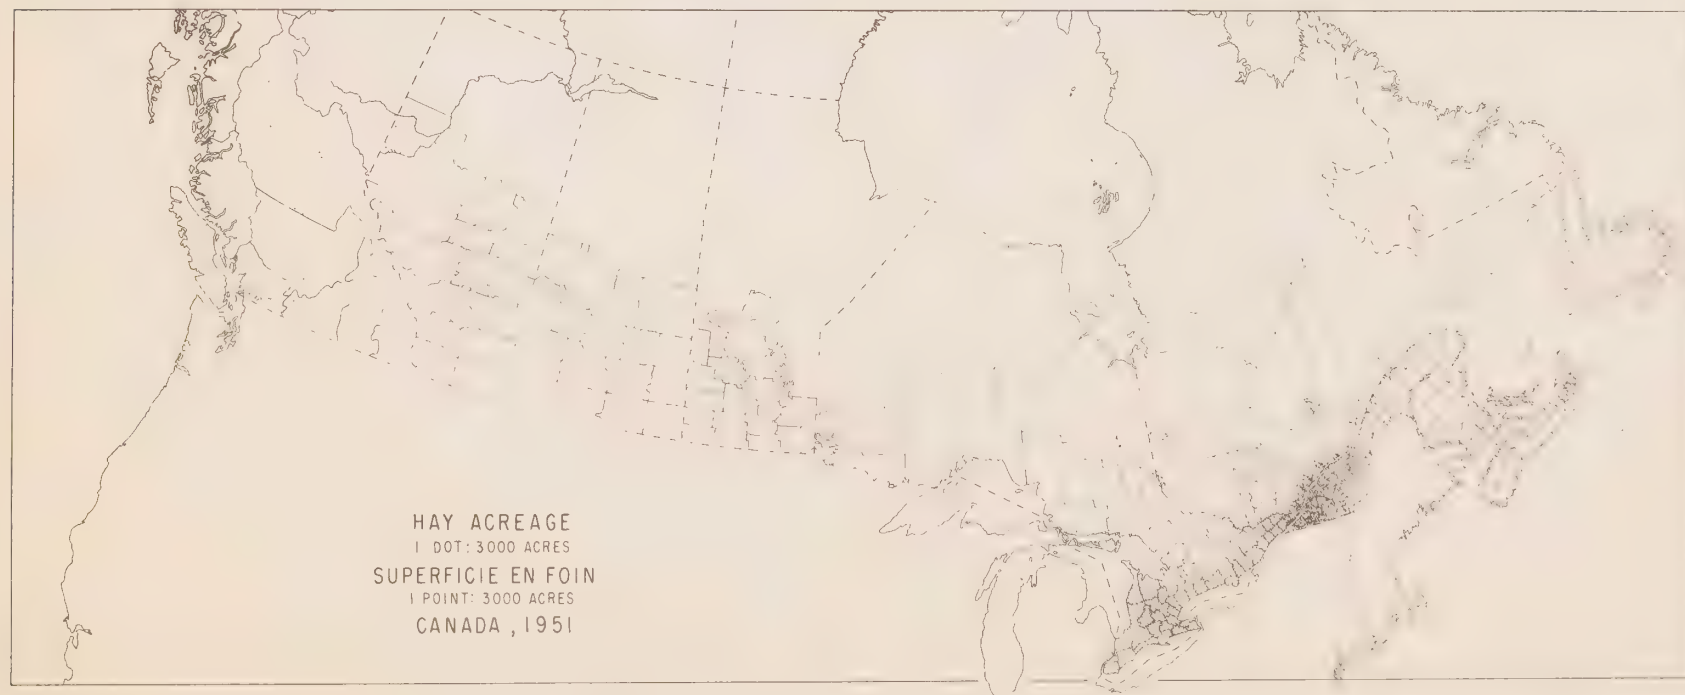 HAY ACREAGE
1 DOT: 3000 ACRES
SUPERFICIE EN FOIN
1 POINT: 3000 ACRES
CANADA, 1951